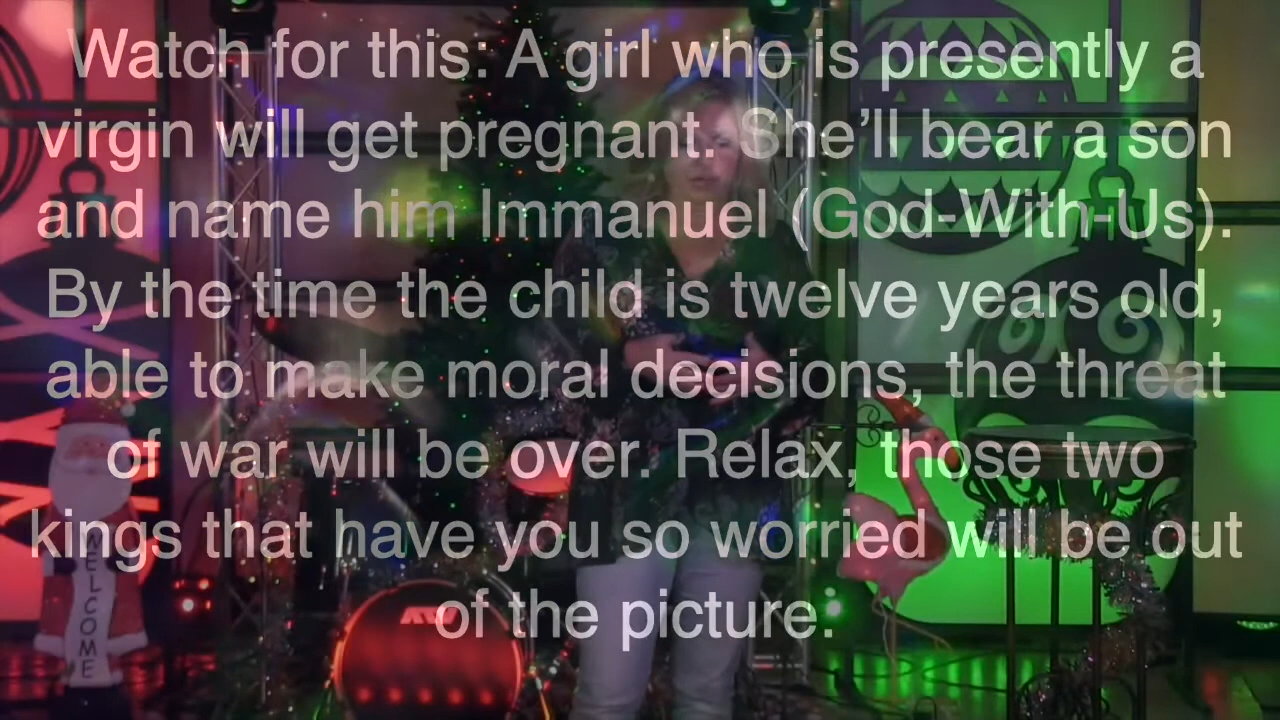 Watch for this: A girl who is presently a
virgin will get pregnant. She’ll bear a son
and name him Immanuel (God-With-Us).
By the time the child is twelve years old,
able to make moral decisions, the threat
of war will be over. Relax, those two
kings that have you so worried will be out
of the picture.
WELCOME